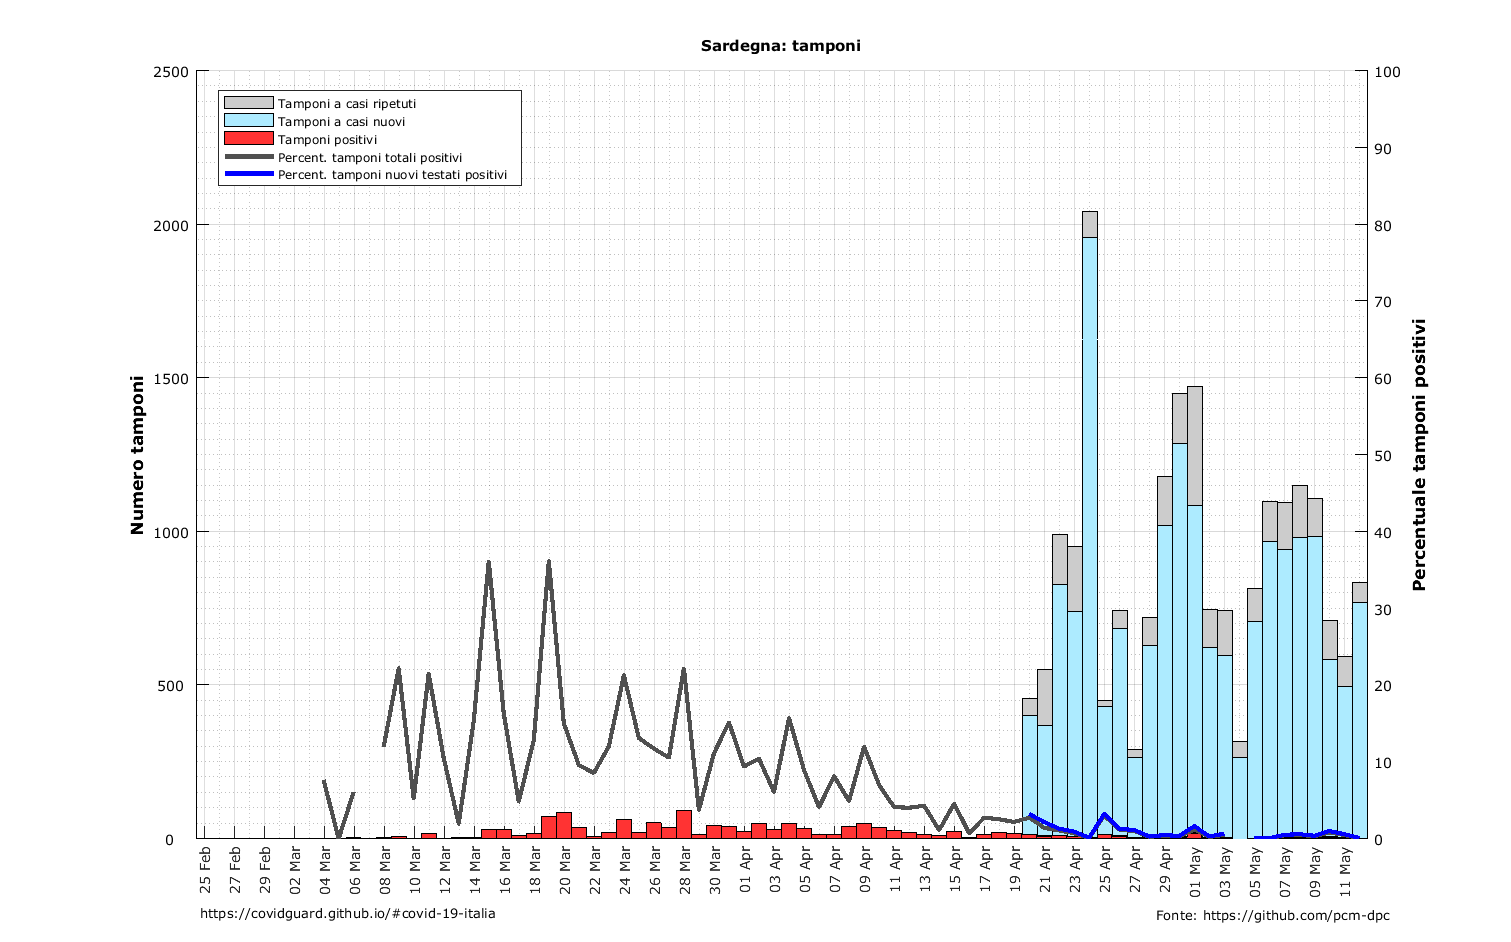 Sardegna: tamponi
Tamponi a casi ripetuti
Tamponi a casi nuovi
Tamponi positivi
Percent. tamponi totali positivi
Percent. tamponi nuovi testati positivi
Numero tamponi
2500
2000
1500
1000
500
0
Percentuale tamponi positivi
100
90
80
70
60
50
40
30
20
10
0
25 Feb
27 Feb
29 Feb
02 Mar
04 Mar
06 Mar
08 Mar
10 Mar
12 Mar
14 Mar
16 Mar
18 Mar
20 Mar
22 Mar
24 Mar
26 Mar
28 Mar
30 Mar
01 Apr
03 Apr
05 Apr
07 Apr
09 Apr
11 Apr
13 Apr
15 Apr
17 Apr
19 Apr
21 Apr
23 Apr
25 Apr
27 Apr
29 Apr
01 May
03 May
05 May
07 May
09 May
11 May
https://covidguard.github.io/#covid-19-italia
Fonte: https://github.com/pcm-dpc